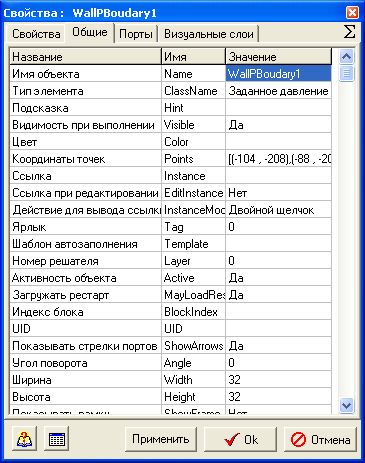 Свойства : WallPBoudary1
Свойства Общие Порты Визуальные слои Σ
Название Имя Значение
Имя объекта Name WallPBoudary1
Тип элемента ClassName Заданное давление
Подсказка Hint
Видимость при выполнении Visible Да
Цвет Color
Координаты точек Points [(-104 , -208),(-88 , -20
Ссылка Instance
Ссылка при редактировании EditInstance Нет
Действие для вывода ссылки InstanceMod Двойной щелчок
Ярлык Tag 0
Шаблон автозаполнения Template
Номер решателя Layer 0
Активность объекта Active Да
Загружать рестарт MayLoadRes Да
Индекс блока BlockIndex
UID UID
Показывать стрелки портов ShowArrows Да
Угол поворота Angle 0
Ширина Width 32
Высота Height 32
Показывать рамку ShowFrame Нет
Применить Ok Отмена